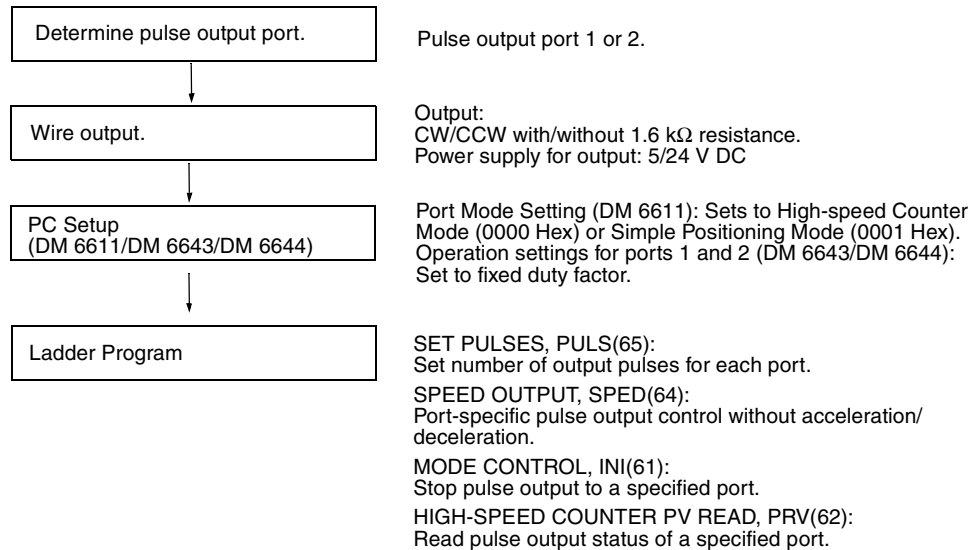 Determine pulse output port.
Pulse output port 1 or 2.
Wire output.
Output:
CW/CCW with/without 1.6 kΩ resistance.
Power supply for output: 5/24 V DC
PC Setup
(DM 6611/DM 6643/DM 6644)
Port Mode Setting (DM 6611): Sets to High-speed Counter
Mode (0000 Hex) or Simple Positioning Mode (0001 Hex).
Operation settings for ports 1 and 2 (DM 6643/DM 6644):
Set to fixed duty factor.
Ladder Program
SET PULSES, PULS(65):
Set number of output pulses for each port.
SPEED OUTPUT, SPED(64):
Port-specific pulse output control without acceleration/
deceleration.
MODE CONTROL, INI(61):
Stop pulse output to a specified port.
HIGH-SPEED COUNTER PV READ, PRV(62):
Read pulse output status of a specified port.